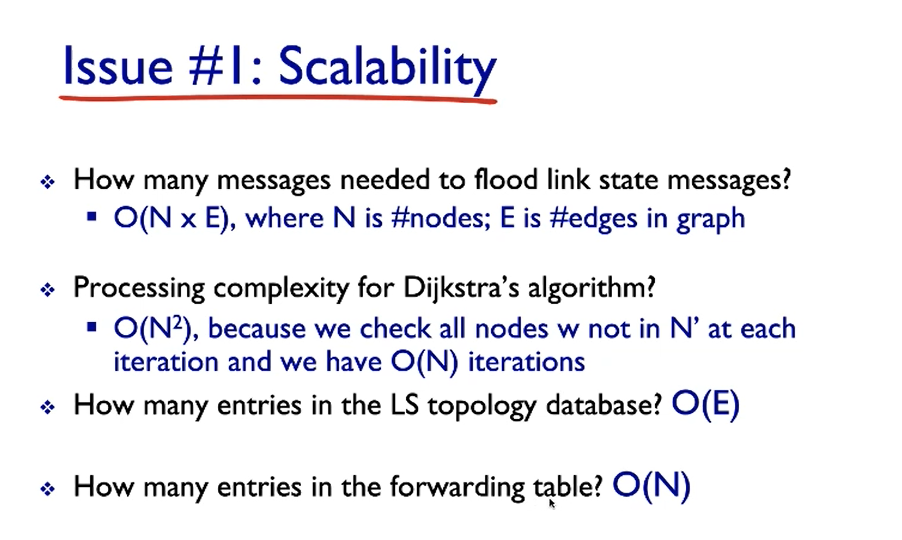 Issue #1: Scalability
❖ How many messages needed to flood link state messages?
▪ O(N x E), where N is #nodes; E is #edges in graph
❖ Processing complexity for Dijkstra’s algorithm?
▪ O(N²), because we check all nodes w not in N’ at each
iteration and we have O(N) iterations
❖ How many entries in the LS topology database? O(E)
❖ How many entries in the forwarding table? O(N)